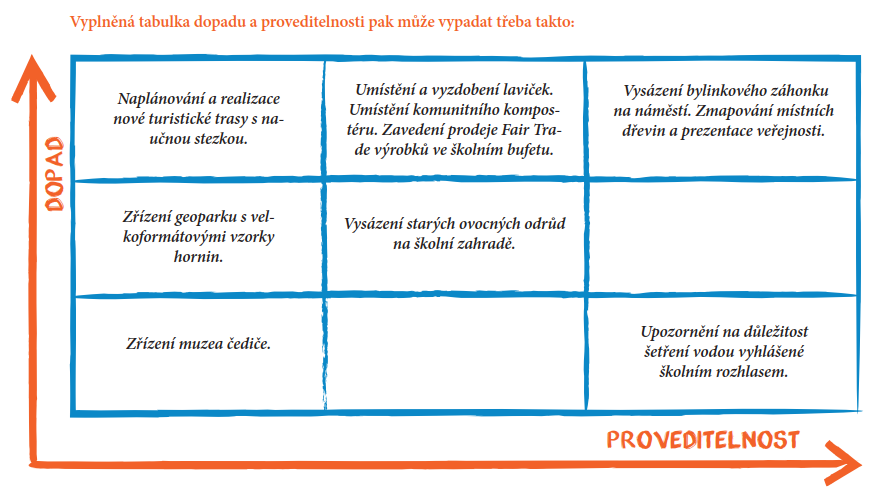 Vyplněná tabulka dopadu a proveditelnosti pak může vypadat třeba takto:
DOPAD
Naplánování a realizace
nové turistické trasy s na-
učnou stezkou.
Umístění a vyzdobení laviček.
Umístění komunitního kompos-
téru. Zavedení prodeje Fair Tra-
de výrobků ve školním bufetu.
Vysázení bylinkového záhonku
na náměstí. Zmapování místních
dřevin a prezentace veřejnosti.
Zřízení geoparku s vel-
koformátovými vzorky
hornin.
Vysázení starých ovocných odrůd
na školní zahradě.
Zřízení muzea čediče.
Upozornění na důležitost
šetření vodou vyhlášené
školním rozhlasem.
PROVEDITELNOST